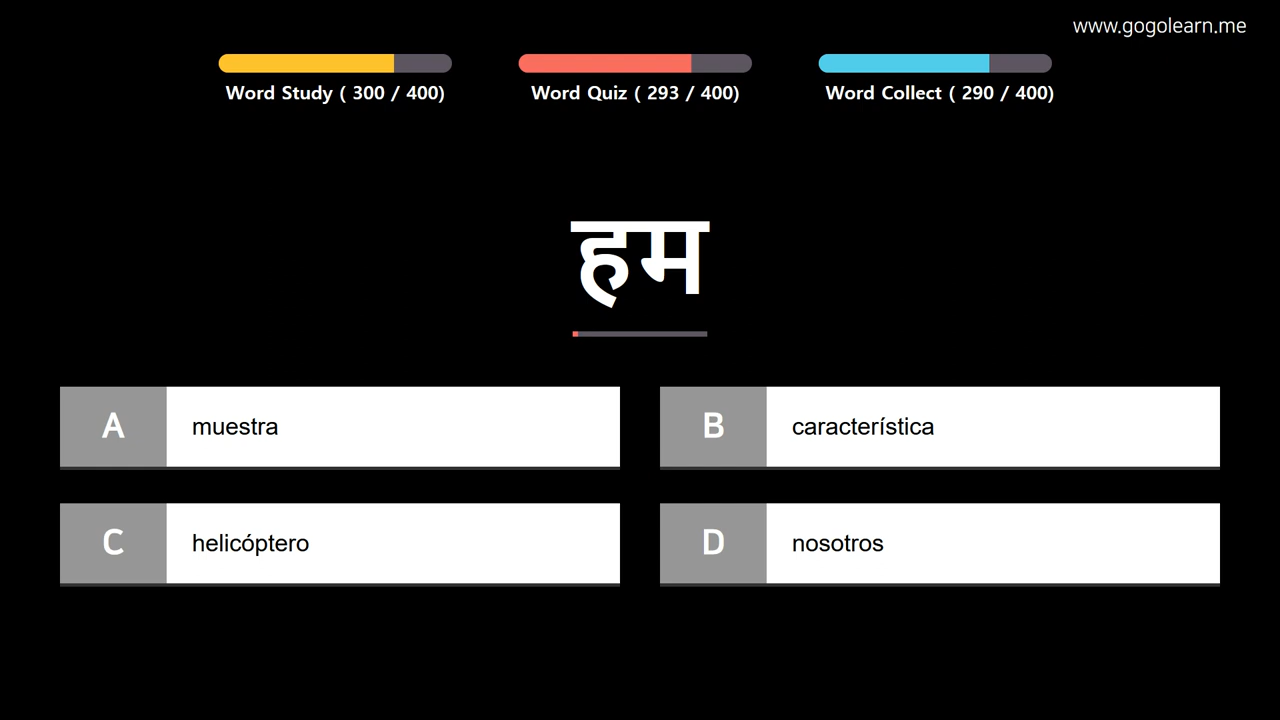 www.gogolearn.me
Word Study ( 300 / 400)
Word Quiz ( 293 / 400)
Word Collect ( 290 / 400)
हम
A muestra
B característica
C helicóptero
D nosotros